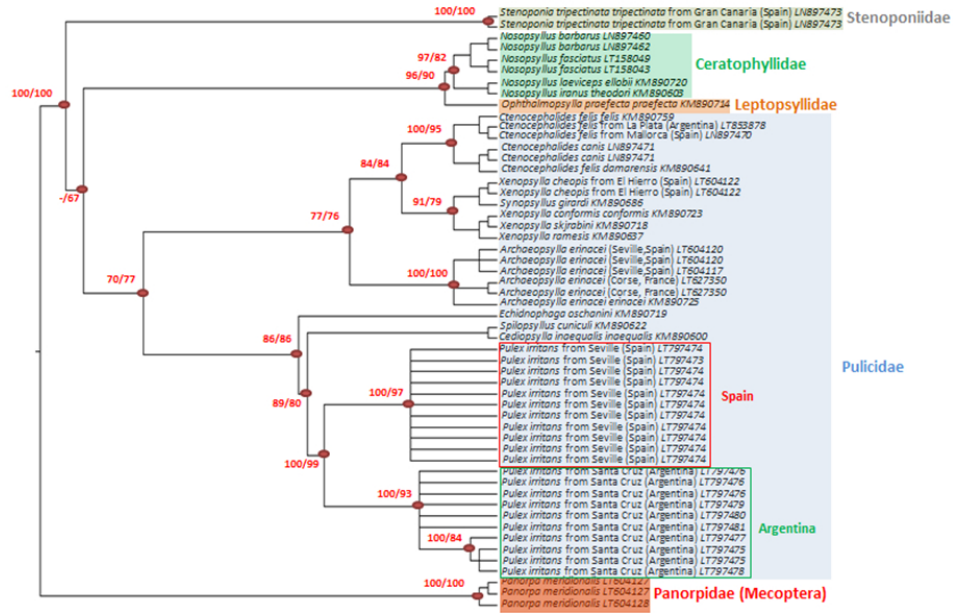 100/100
Stenoponia tripectinata tripectinata from Gran Canaria (Spain) LN897473
Stenoponia tripectinata tripectinata from Gran Canaria (Spain) LN897473
Stenoponiidae
Nosopsyllus barbarus LN897460
Nosopsyllus barbarus LN897462
97/82
Nosopsyllus fasciatus LT158049
Nosopsyllus fasciatus LT158043
Ceratophyllidae
96/90
Nosopsyllus laeviceps ellobii KM890720
Nosopsyllus iranus theodori KM890603
100/100
Ophthalmopsylla praefecta praefecta KM890714
Leptopsyllidae
Ctenocephalides felis felis KM890759
Ctenocephalides felis from La Plata (Argentina) LT853878
100/95
Ctenocephalides felis from Mallorca (Spain) LN897470
Ctenocephalides canis LN897471
Ctenocephalides canis LN897471
84/84
Ctenocephalides felis damarensis KM890641
Xenopsylla cheopis from El Hierro (Spain) LT604122
Xenopsylla cheopis from El Hierro (Spain) LT604122
-/67
91/79
Synopsyllus girardi KM890686
Xenopsylla conformis conformis KM890723
77/76
Xenopsylla skjrabini KM890718
Xenopsylla ramesis KM890637
Archaeopsylla erinacei (Seville,Spain) LT604120
Archaeopsylla erinacei (Seville,Spain) LT604120
100/100
Archaeopsylla erinacei (Seville,Spain) LT604117
70/77
Archaeopsylla erinacei (Corse, France) LT627350
Archaeopsylla erinacei (Corse, France) LT627350
Archaeopsylla erinacei erinacei KM890725
Echidnophaga oschanini KM890719
Spilopsyllus cuniculi KM890622
86/86
Cediopsylla inaequalis inaequalis KM890600
Pulex irritans from Seville (Spain) LT797474
Pulex irritans from Seville (Spain) LT797473
Pulex irritans from Seville (Spain) LT797474
Pulicidae
Pulex irritans from Seville (Spain) LT797474
100/97
Pulex irritans from Seville (Spain) LT797474
Spain
89/80
Pulex irritans from Seville (Spain) LT797474
Pulex irritans from Seville (Spain) LT797474
Pulex irritans from Seville (Spain) LT797474
Pulex irritans from Seville (Spain) LT797474
100/99
Pulex irritans from Seville (Spain) LT797474
Pulex irritans from Santa Cruz (Argentina) LT797476
Pulex irritans from Santa Cruz (Argentina) LT797476
100/93
Pulex irritans from Santa Cruz (Argentina) LT797476
Pulex irritans from Santa Cruz (Argentina) LT797479
Pulex irritans from Santa Cruz (Argentina) LT797480
Pulex irritans from Santa Cruz (Argentina) LT797481
Argentina
100/84
Pulex irritans from Santa Cruz (Argentina) LT797477
Pulex irritans from Santa Cruz (Argentina) LT797475
Pulex irritans from Santa Cruz (Argentina) LT797475
Pulex irritans from Santa Cruz (Argentina) LT797478
100/100
Panorpa meridionalis LT604127
Panorpa meridionalis LT604127
Panorpa meridionalis LT604128
Panorpidae (Mecoptera)